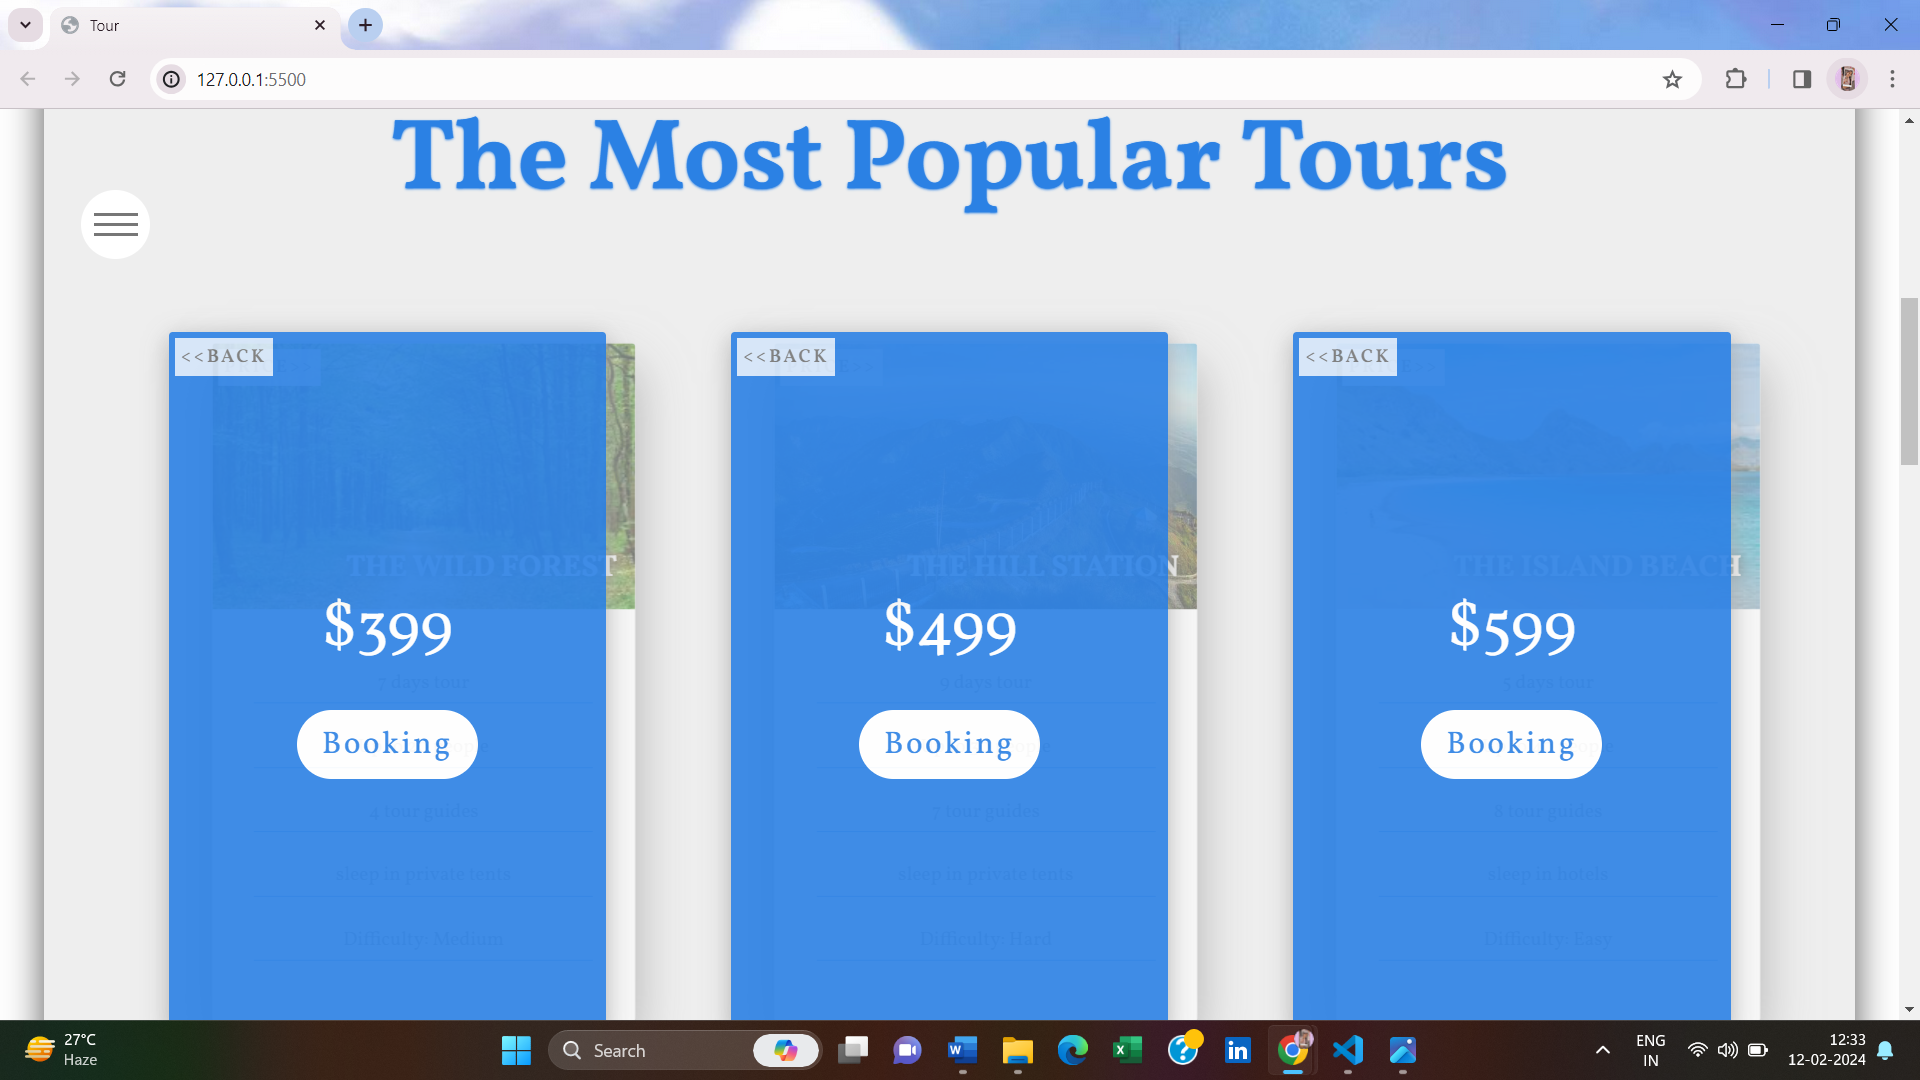 Tour
127.0.0.1:5500
The Most Popular Tours
<<BACK <<BACK <<BACK
THE WILD FOREST THE HILL STATION THE ISLAND BEACH
$399 $499 $599
7 days tour 9 days tour 5 days tour
Booking Booking Booking
4 tour guides 7 tour guides 8 tour guides
sleep in private tents sleep in private tents sleep in hotels
Difficulty: Medium Difficulty: Hard Difficulty: Easy
27°C
Haze
Search
ENG
IN
12:33
12-02-2024